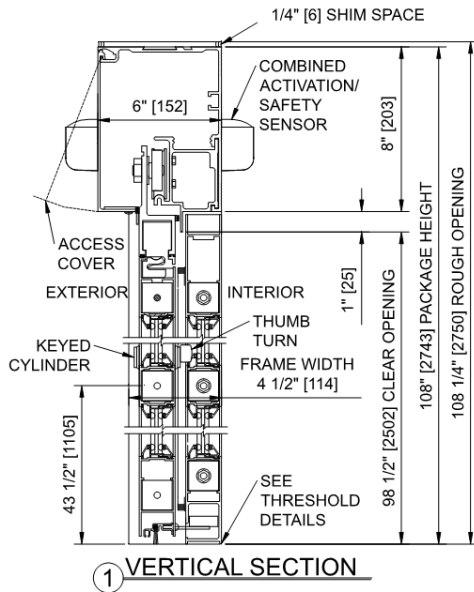 1/4" [6] SHIM SPACE
COMBINED
ACTIVATION/
SAFETY
SENSOR
6" [152]
8" [203]
ACCESS
COVER
EXTERIOR
INTERIOR
1" [25]
KEYED
CYLINDER
THUMB
TURN
FRAME WIDTH
4 1/2" [114]
43 1/2" [1105]
98 1/2" [2502] CLEAR OPENING
108" [2743] PACKAGE HEIGHT
108 1/4" [2750] ROUGH OPENING
SEE
THRESHOLD
DETAILS
1 VERTICAL SECTION